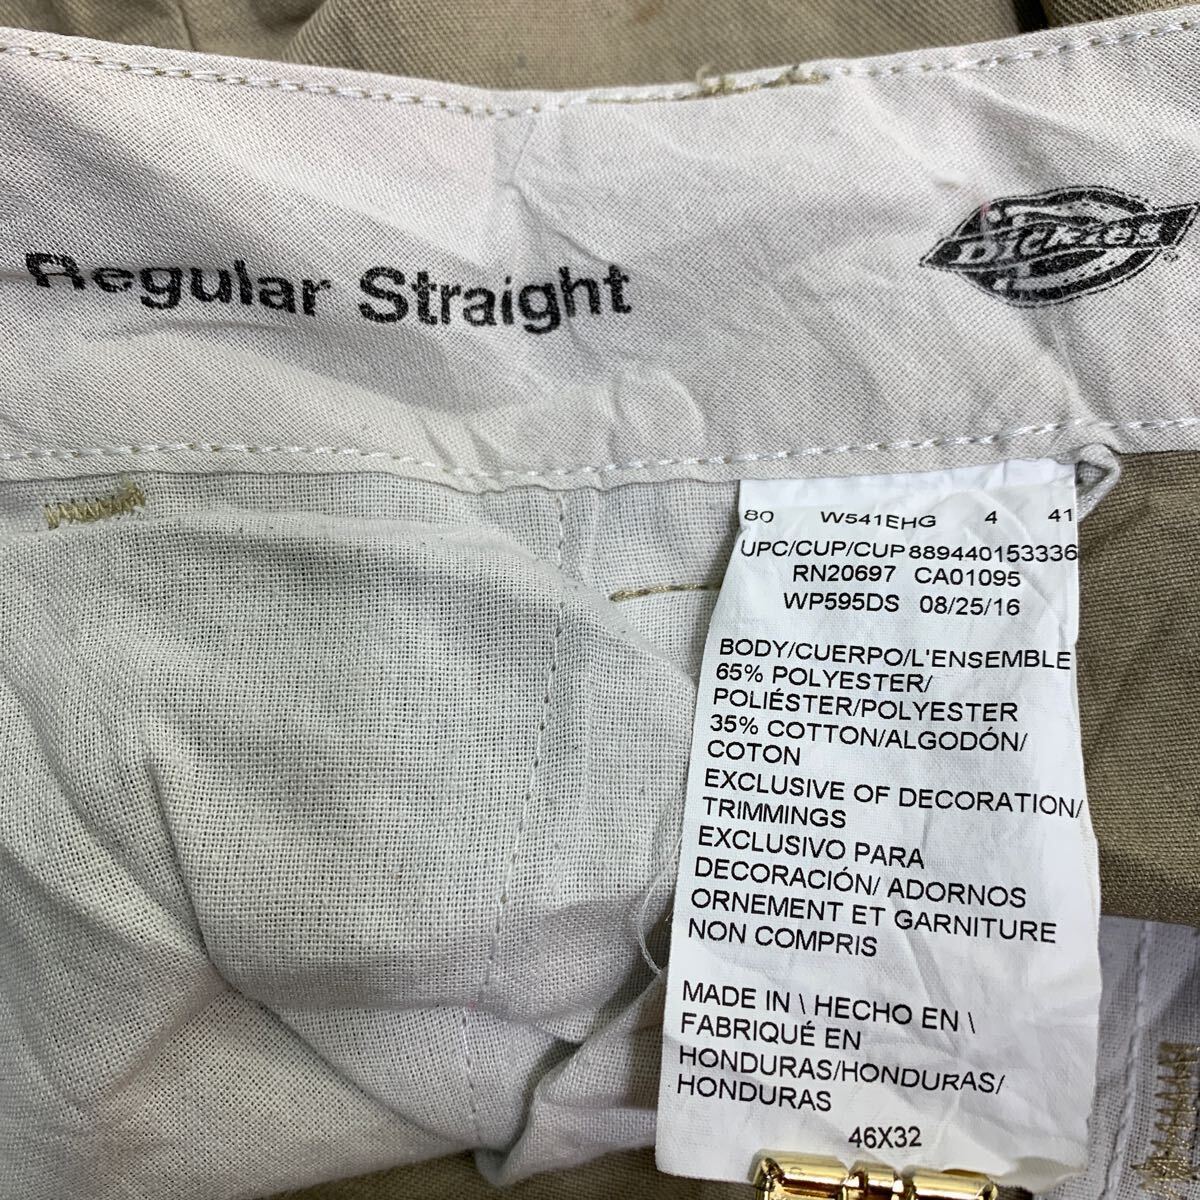 Regular Straight
Dickies
80 W541EHG 4 41
UPC/CUP/CUP 889440153336
RN20697 CA01095
WP595DS 08/25/16
BODY/CUERPO/L'ENSEMBLE
65% POLYESTER/
POLIÉSTER/POLYESTER
35% COTTON/ALGODÓN/
COTON
EXCLUSIVE OF DECORATION/
TRIMMINGS
EXCLUSIVO PARA
DECORACIÓN/ ADORNOS
ORNEMENT ET GARNITURE
NON COMPRIS
MADE IN \ HECHO EN \
FABRIQUÉ EN
HONDURAS/HONDURAS/
HONDURAS
46X32